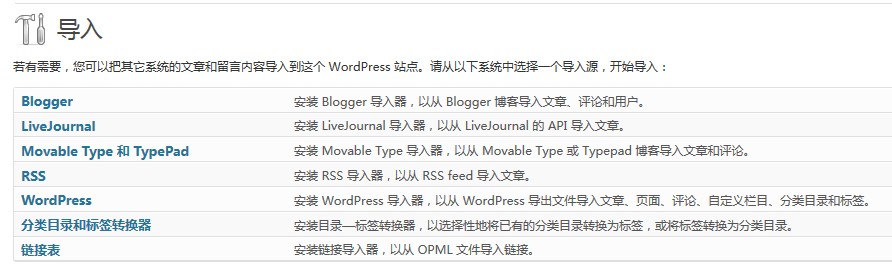 导入
若有需要，您可以把其它系统的文章和留言内容导入到这个 WordPress 站点。请从以下系统中选择一个导入源，开始导入：
Blogger 安装 Blogger 导入器，以从 Blogger 博客导入文章、评论和用户。
LiveJournal 安装 LiveJournal 导入器，以从 LiveJournal 的 API 导入文章。
Movable Type 和 TypePad 安装 Movable Type 导入器，以从 Movable Type 或 Typepad 博客导入文章和评论。
RSS 安装 RSS 导入器，以从 RSS feed 导入文章。
WordPress 安装 WordPress 导入器，以从 WordPress 导出文件导入文章、页面、评论、自定义栏目、分类目录和标签。
分类目录和标签转换器 安装目录—标签转换器，以选择性地将已有的分类目录转换为标签，或将标签转换为分类目录。
链接表 安装链接导入器，以从 OPML 文件导入链接。